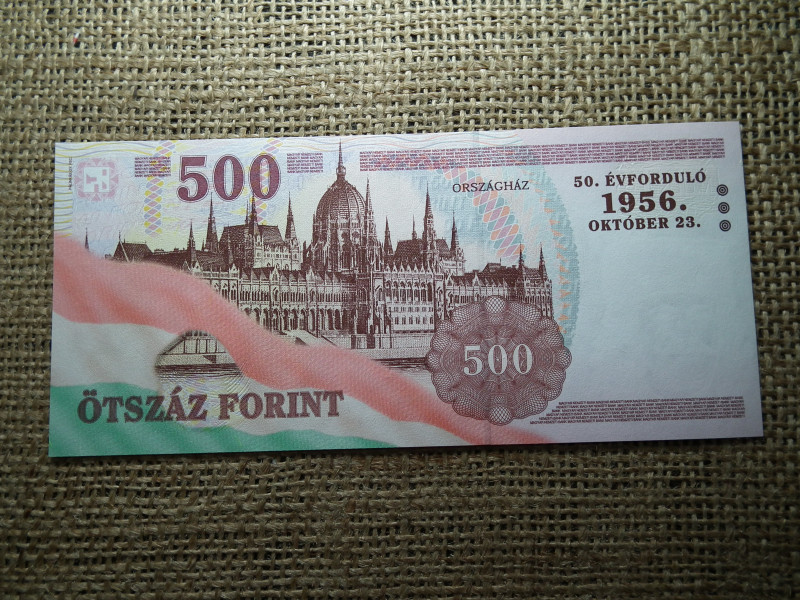 500
ORSZÁGHÁZ
50. ÉVFORDULÓ
1956.
OKTÓBER 23.
500
ÖTSZÁZ FORINT